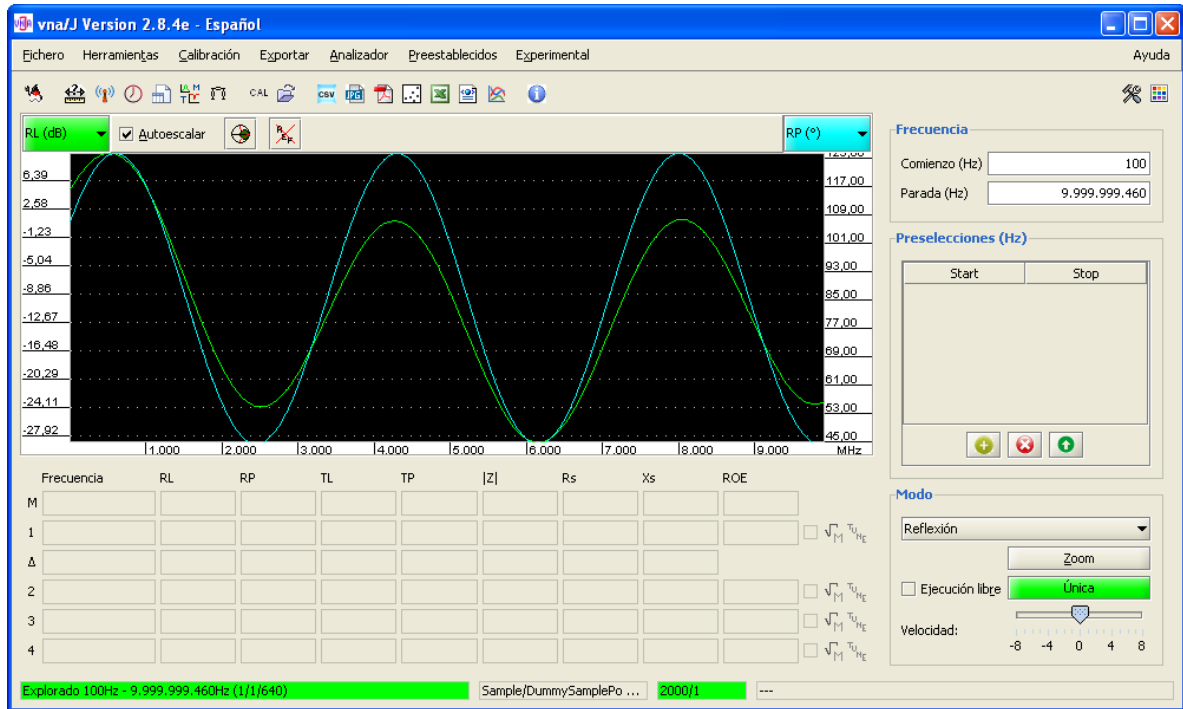 vna/J Version 2.8.4e - Español
Fichero Herramientas Calibración Exportar Analizador Preestablecidos Experimental Ayuda
CAL CSV JPG
RL (dB) Autoescalar RP (°)
6,39
2,58
-1,23
-5,04
-8,86
-12,67
-16,48
-20,29
-24,11
-27,92
117,00
109,00
101,00
93,00
85,00
77,00
69,00
61,00
53,00
45,00
1.000 2.000 3.000 4.000 5.000 6.000 7.000 8.000 9.000 MHz
Frecuencia
Comienzo (Hz) 100
Parada (Hz) 9.999.999.460
Preselecciones (Hz)
Start Stop
Frecuencia RL RP TL TP |Z| Rs Xs ROE
M
1 √M TUNE
Δ
2 √M TUNE
3 √M TUNE
4 √M TUNE
Modo
Reflexión
Zoom
Ejecución libre Única
Velocidad:
-8 -4 0 4 8
Explorado 100Hz - 9.999.999.460Hz (1/1/640) Sample/DummySamplePo ... 2000/1 ---